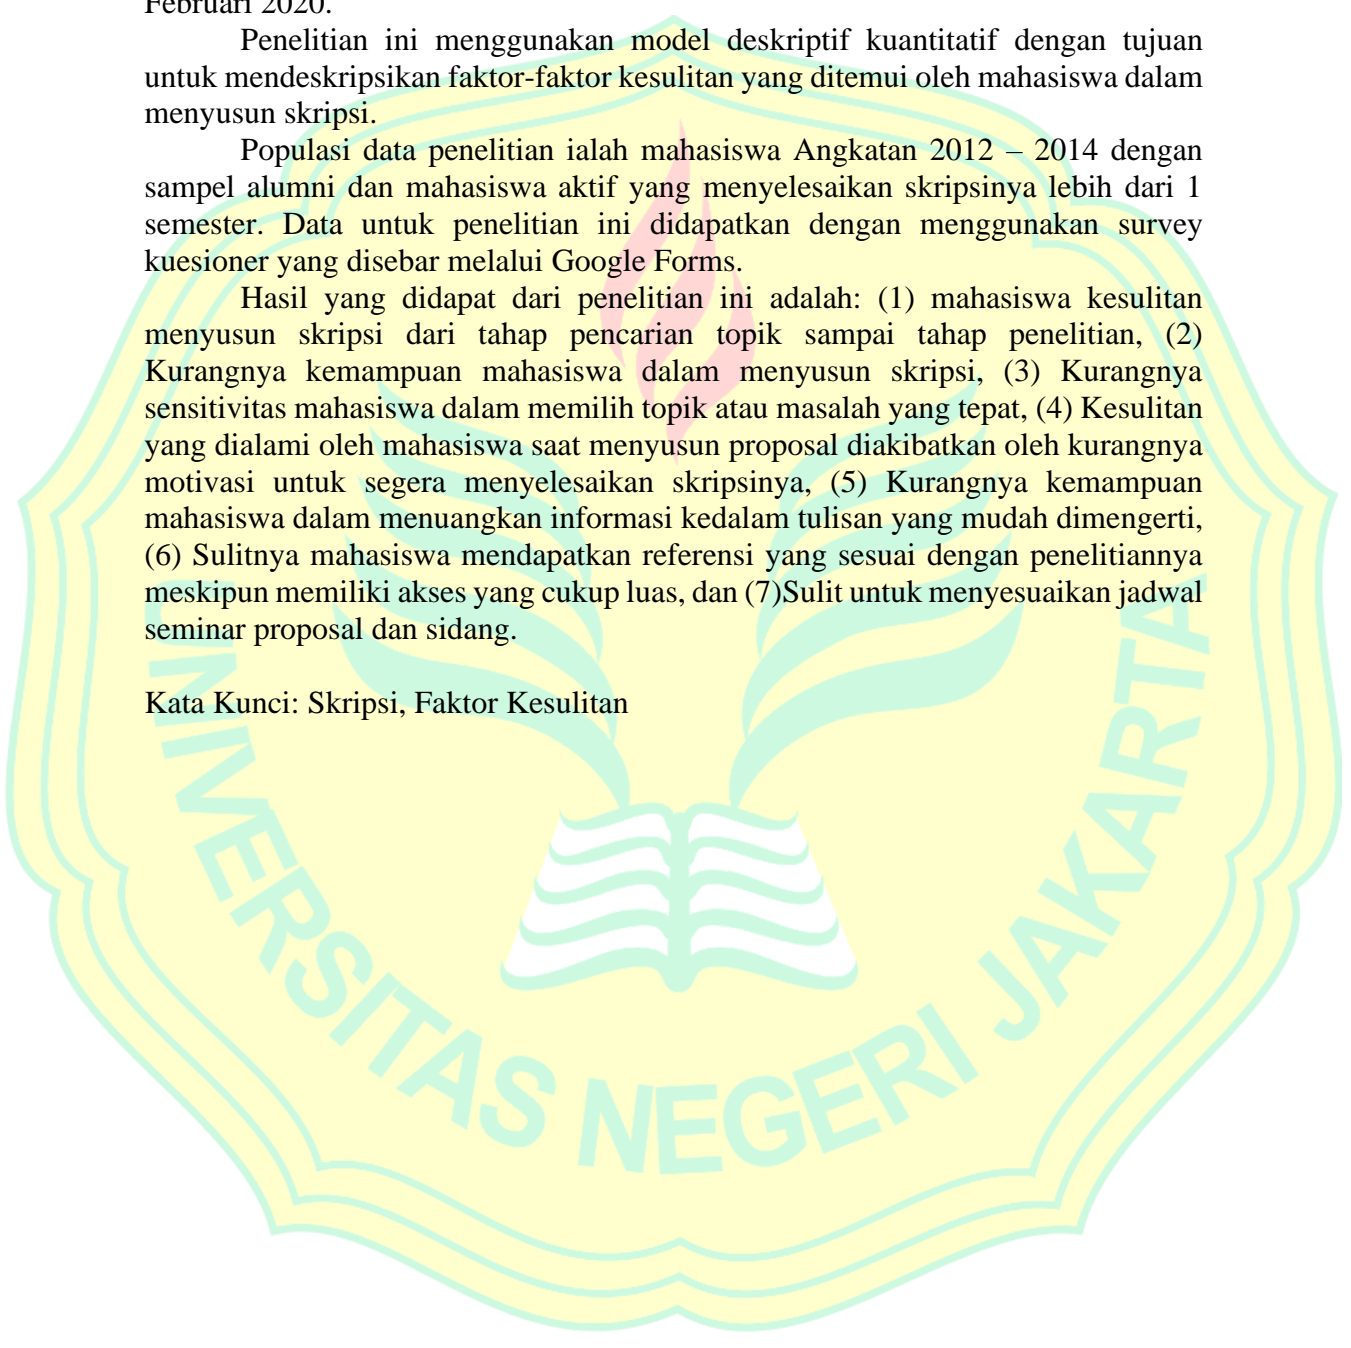 Februari 2020.
Penelitian ini menggunakan model deskriptif kuantitatif dengan tujuan
untuk mendeskripsikan faktor-faktor kesulitan yang ditemui oleh mahasiswa dalam
menyusun skripsi.
Populasi data penelitian ialah mahasiswa Angkatan 2012 – 2014 dengan
sampel alumni dan mahasiswa aktif yang menyelesaikan skripsinya lebih dari 1
semester. Data untuk penelitian ini didapatkan dengan menggunakan survey
kuesioner yang disebar melalui Google Forms.
Hasil yang didapat dari penelitian ini adalah: (1) mahasiswa kesulitan
menyusun skripsi dari tahap pencarian topik sampai tahap penelitian, (2)
Kurangnya kemampuan mahasiswa dalam menyusun skripsi, (3) Kurangnya
sensitivitas mahasiswa dalam memilih topik atau masalah yang tepat, (4) Kesulitan
yang dialami oleh mahasiswa saat menyusun proposal diakibatkan oleh kurangnya
motivasi untuk segera menyelesaikan skripsinya, (5) Kurangnya kemampuan
mahasiswa dalam menuangkan informasi kedalam tulisan yang mudah dimengerti,
(6) Sulitnya mahasiswa mendapatkan referensi yang sesuai dengan penelitiannya
meskipun memiliki akses yang cukup luas, dan (7)Sulit untuk menyesuaikan jadwal
seminar proposal dan sidang.
Kata Kunci: Skripsi, Faktor Kesulitan
UNIVERSITAS NEGERI JAKARTA